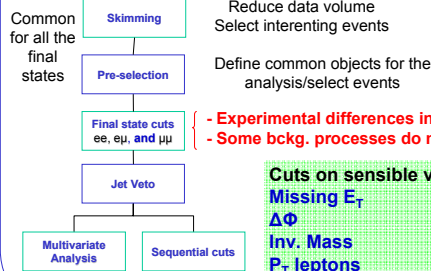 Common
for all the
final
states
Skimming
Reduce data volume
Select interenting events
Pre-selection
Define common objects for the
analysis/select events
Final state cuts
ee, eμ, and μμ
- Experimental differences in
- Some bckg. processes do
Jet Veto
Cuts on sensible
Missing ET
ΔΦ
Inv. Mass
PT leptons
Multivariate
Analysis
Sequential cuts